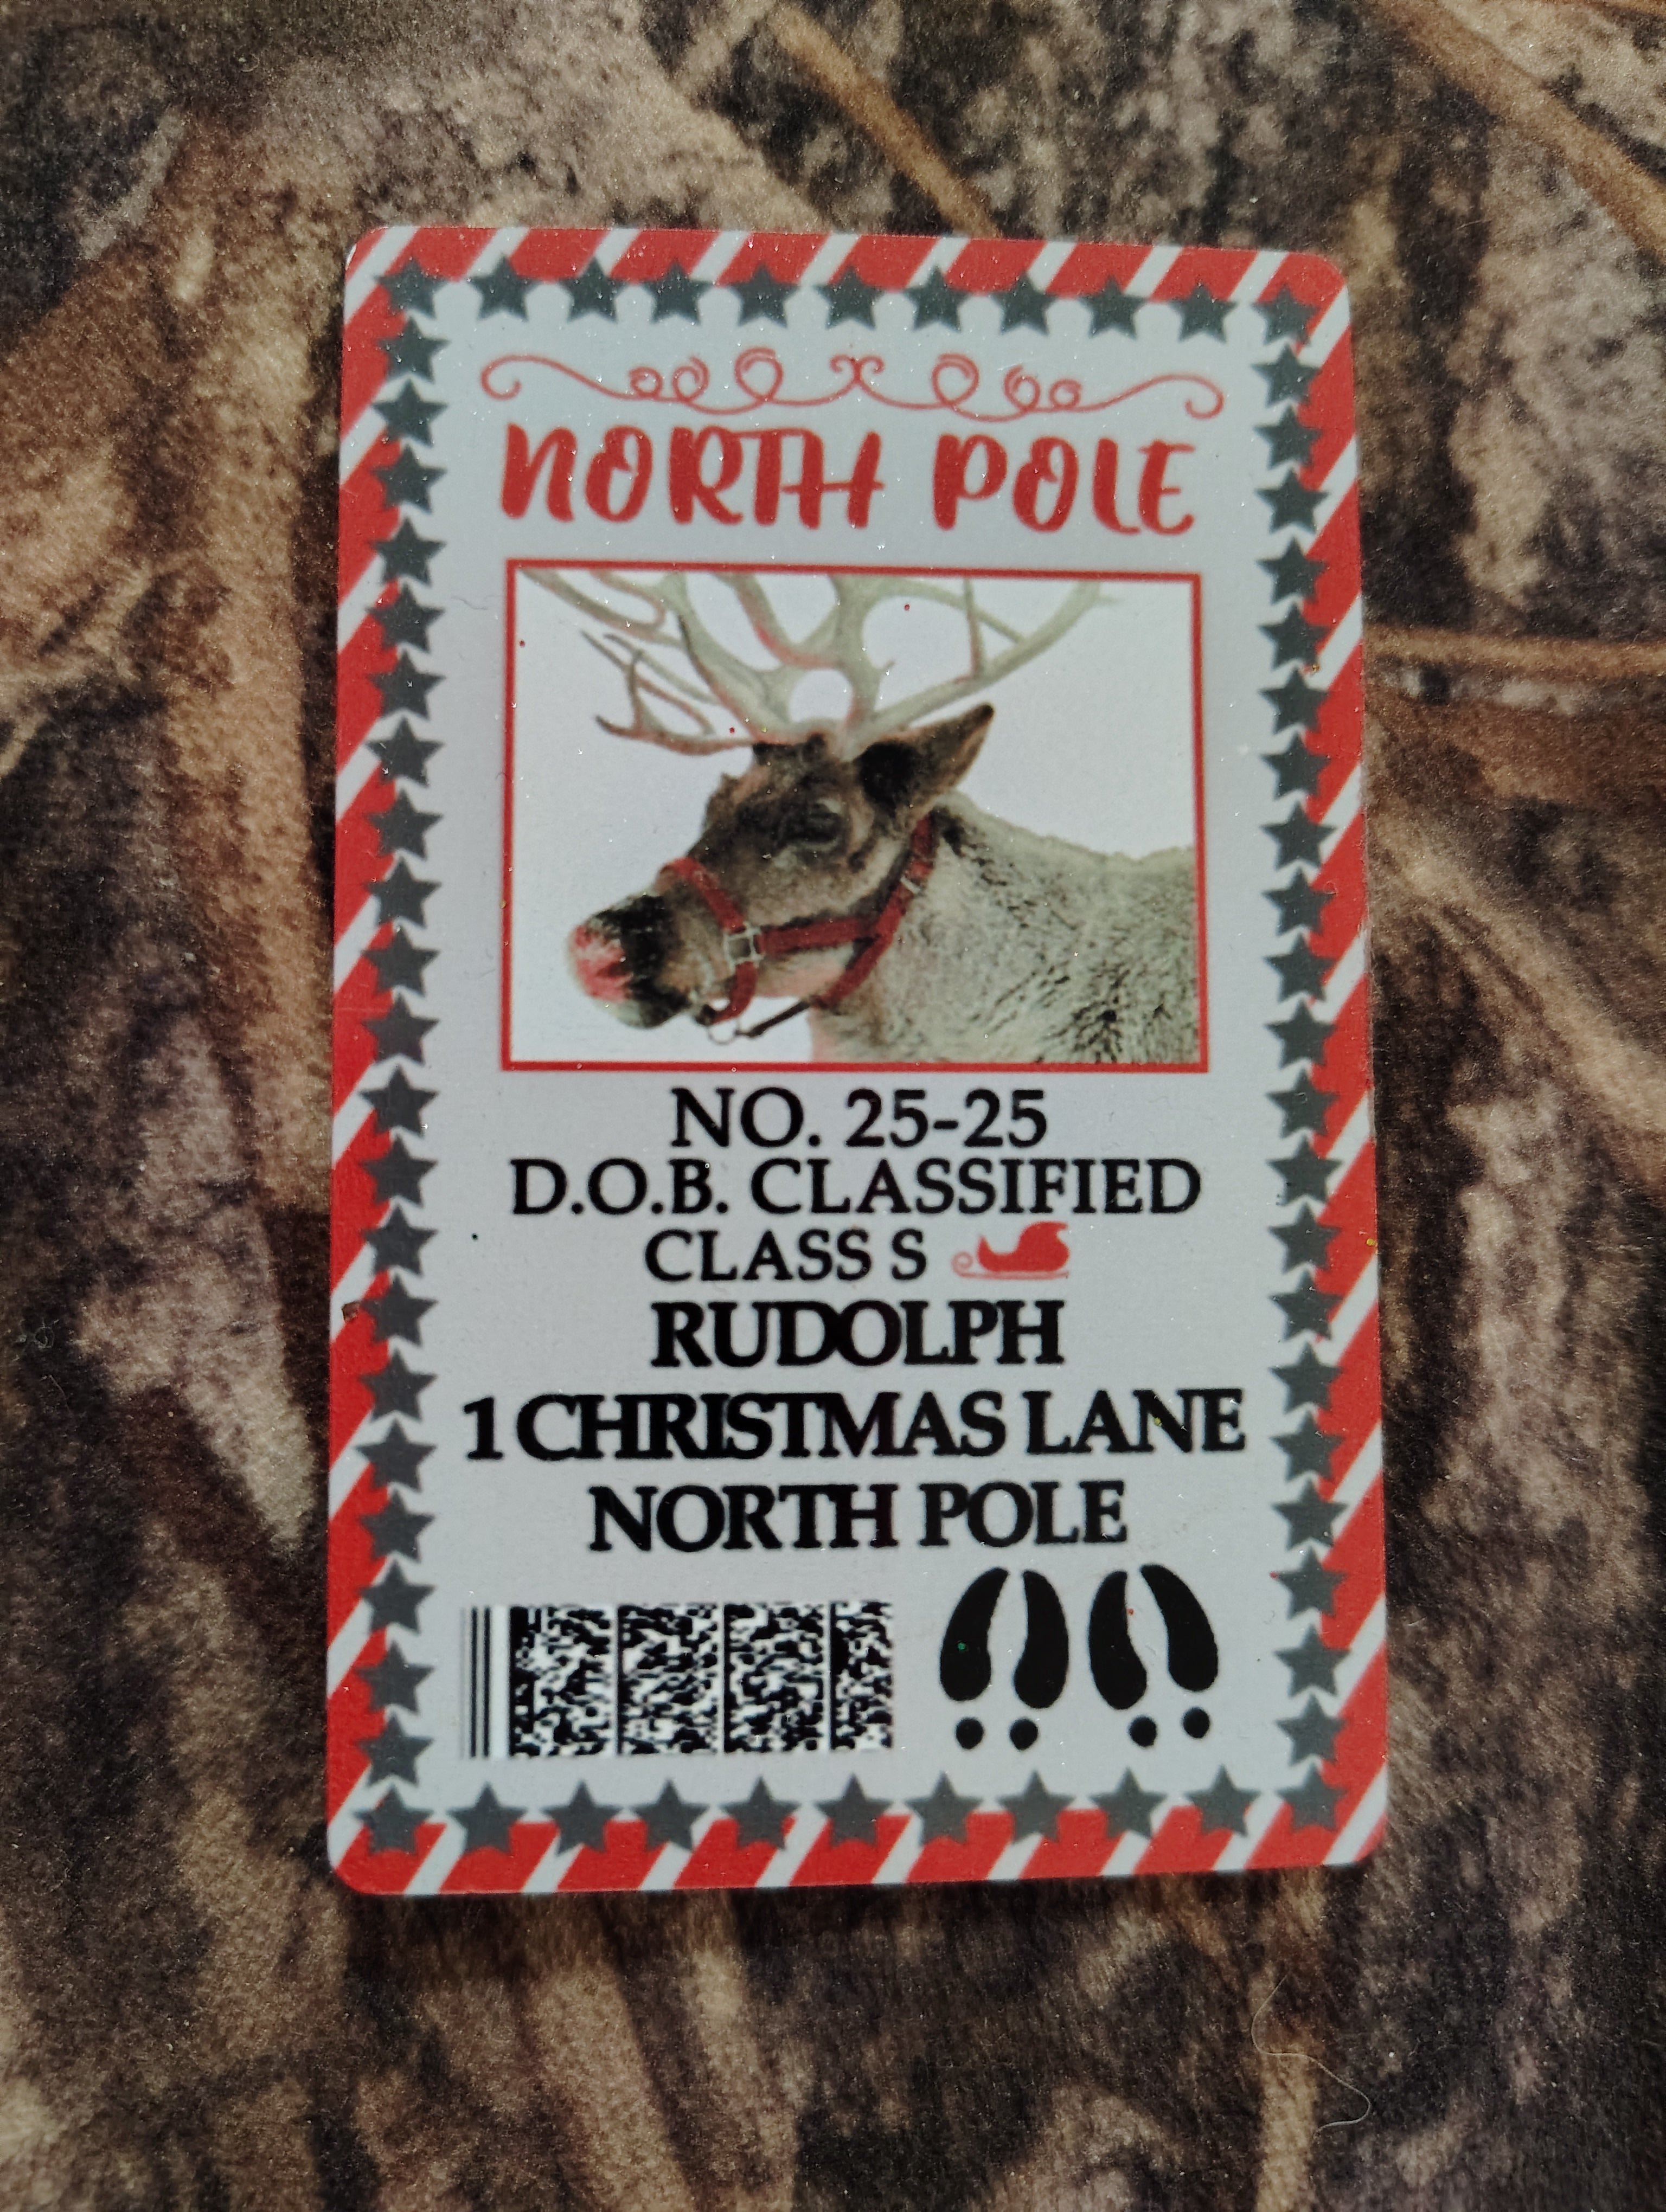 NORTH POLE
NO. 25-25
D.O.B. CLASSIFIED
CLASS S
RUDOLPH
1 CHRISTMAS LANE
NORTH POLE